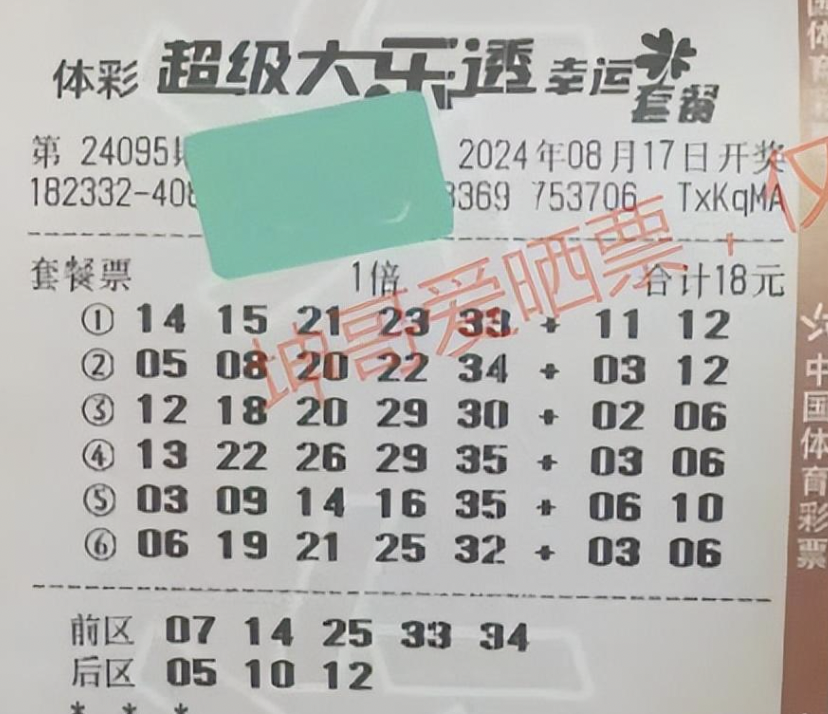 体彩 超级大乐透 幸运套餐
第 24095期 2024年08月17日开奖
182332-408 3369 753706 TxKqMA
套餐票 1倍 合计18元
① 14 15 21 23 33 + 11 12
② 05 08 20 22 34 + 03 12
③ 12 18 20 29 30 + 02 06
④ 13 22 26 29 35 + 03 06
⑤ 03 09 14 16 35 + 06 10
⑥ 06 19 21 25 32 + 03 06
前区 07 14 25 33 34
后区 05 10 12
* * *
坤哥爱晒票，仅
国体育
中国体育彩票